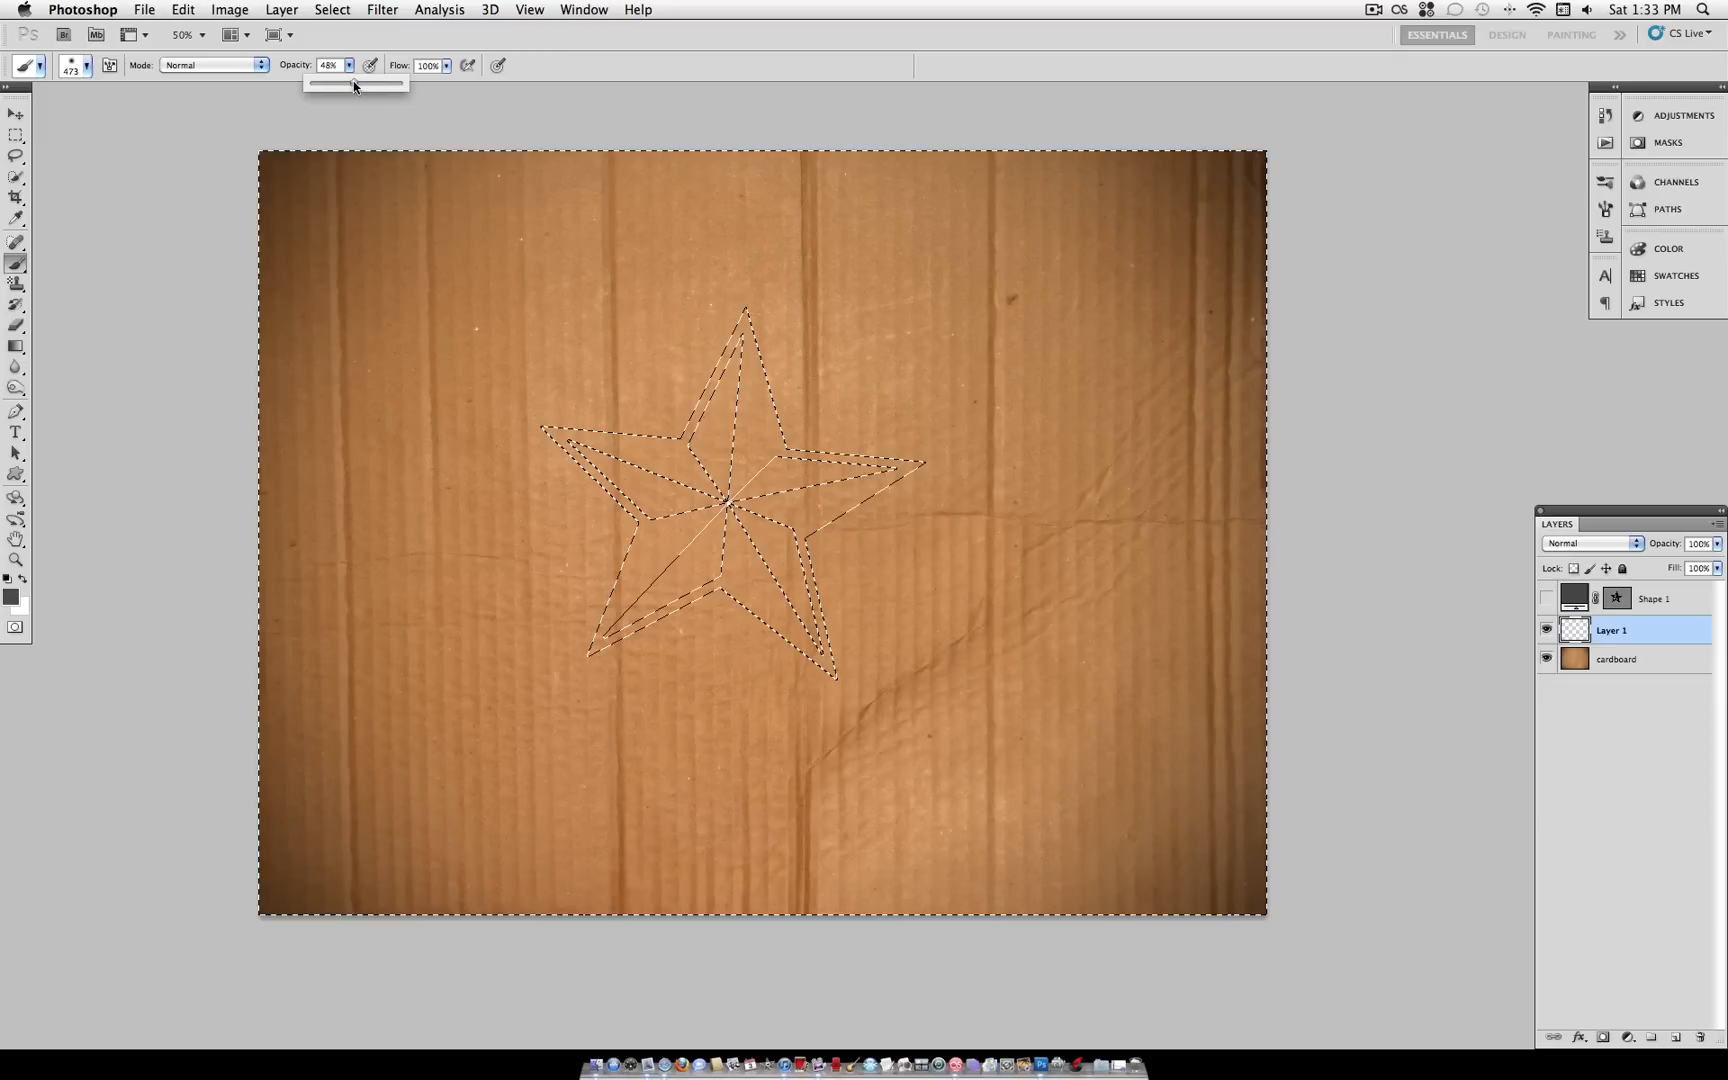 Photoshop File Edit Image Layer Select Filter Analysis 3D View Window Help OS Sat 1:33 PM
Ps Br Mb 50% ESSENTIALS DESIGN PAINTING CS Live
473 Mode: Normal Opacity: 48% Flow: 100%
ADJUSTMENTS
MASKS
CHANNELS
PATHS
COLOR
SWATCHES
STYLES
LAYERS
Normal Opacity: 100%
Lock: Fill: 100%
Shape 1
Layer 1
cardboard